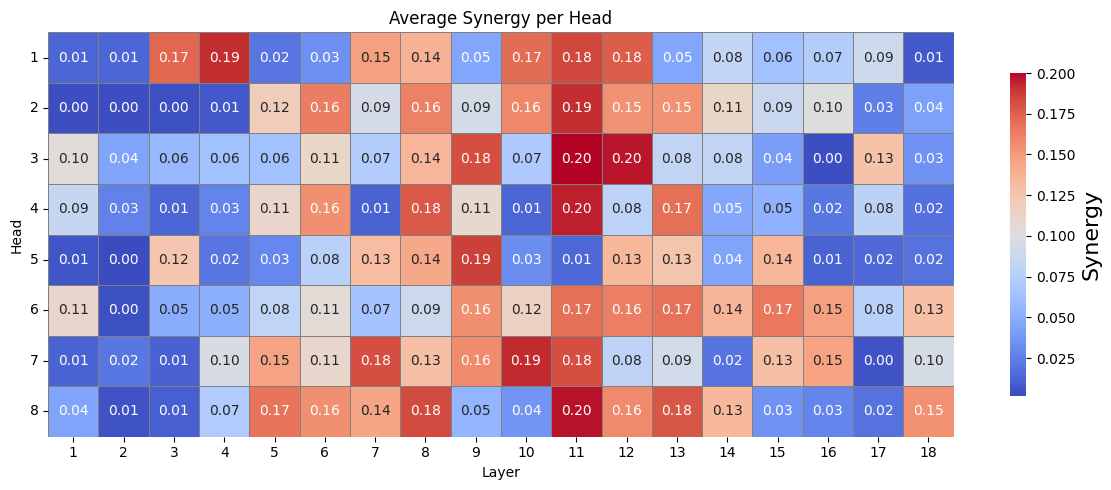 Average Synergy per Head
1 0.01 0.01 0.17 0.19 0.02 0.03 0.15 0.14 0.05 0.17 0.18 0.18 0.05 0.08 0.06 0.07 0.09 0.01
2 0.00 0.00 0.00 0.01 0.12 0.16 0.09 0.16 0.09 0.16 0.19 0.15 0.15 0.11 0.09 0.10 0.03 0.04
3 0.10 0.04 0.06 0.06 0.06 0.11 0.07 0.14 0.18 0.07 0.20 0.20 0.08 0.08 0.04 0.00 0.13 0.03
4 0.09 0.03 0.01 0.03 0.11 0.16 0.01 0.18 0.11 0.01 0.20 0.08 0.17 0.05 0.05 0.02 0.08 0.02
5 0.01 0.00 0.12 0.02 0.03 0.08 0.13 0.14 0.19 0.03 0.01 0.13 0.13 0.04 0.14 0.01 0.02 0.02
6 0.11 0.00 0.05 0.05 0.08 0.11 0.07 0.09 0.16 0.12 0.17 0.16 0.17 0.14 0.17 0.15 0.08 0.13
7 0.01 0.02 0.01 0.10 0.15 0.11 0.18 0.13 0.16 0.19 0.18 0.08 0.09 0.02 0.13 0.15 0.00 0.10
8 0.04 0.01 0.01 0.07 0.17 0.16 0.14 0.18 0.05 0.04 0.20 0.16 0.18 0.13 0.03 0.03 0.02 0.15
1 2 3 4 5 6 7 8 9 10 11 12 13 14 15 16 17 18
Layer
Head
0.200
0.175
0.150
0.125
0.100
0.075
0.050
0.025
Synergy